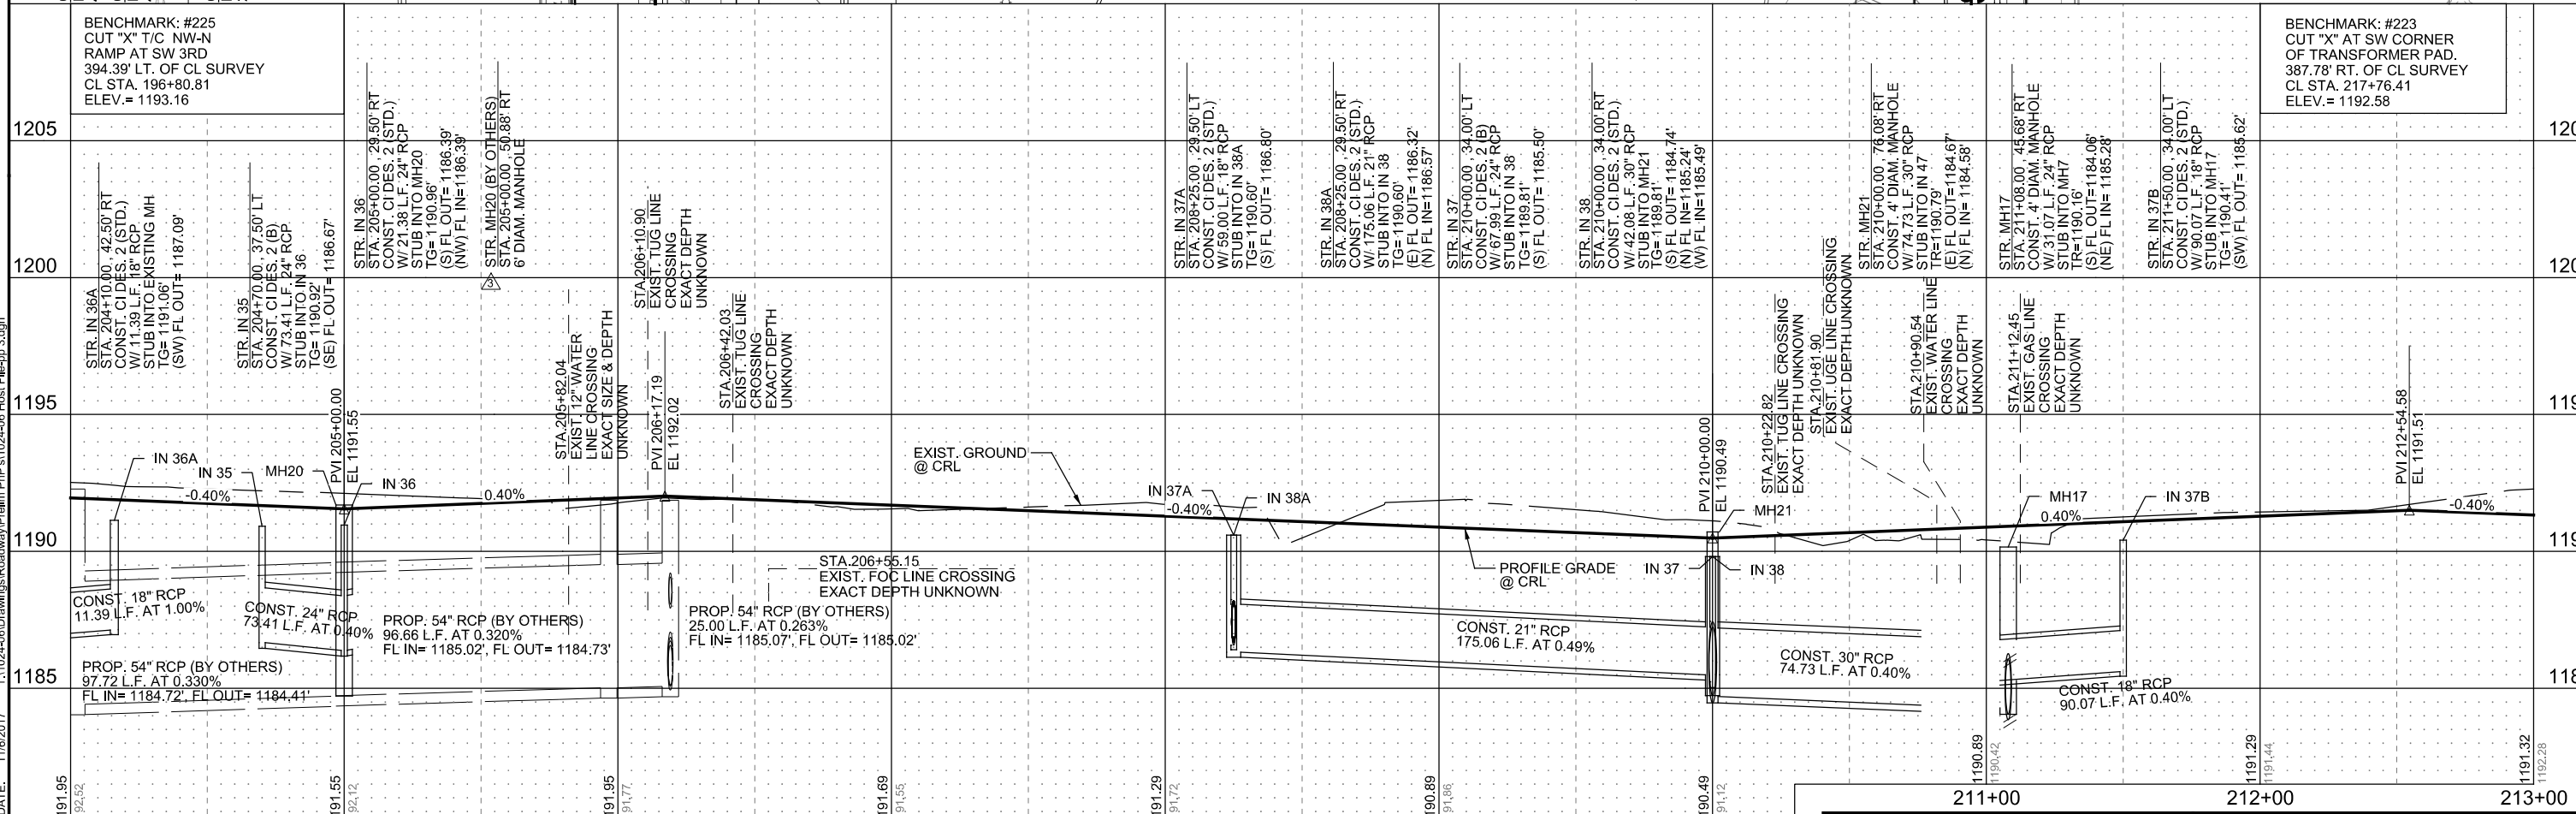 BENCHMARK: #225
CUT "X" T/C NW-N
RAMP AT SW 3RD
394.39' LT. OF CL SURVEY
CL STA. 196+80.81
ELEV.= 1193.16
BENCHMARK: #223
CUT "X" AT SW CORNER
OF TRANSFORMER PAD.
387.78' RT. OF CL SURVEY
CL STA. 217+76.41
ELEV.= 1192.58
1205
1200
1195
1190
1185
STR. IN 36A
STA. 204+10.00 , 42.50' RT
CONST. CI DES. 2 (STD.)
W/ 11.39 L.F. 18" RCP
STUB INTO EXISTING MH
TG= 1191.06'
(SW) FL OUT= 1187.09'
STR. IN 35
STA. 204+70.00 , 37.50' LT
CONST. CI DES. 2 (B)
W/ 73.41 L.F. 24" RCP
STUB INTO IN 36
TG= 1190.92'
(SE) FL OUT= 1186.67'
STR. IN 36
STA. 205+00.00 , 29.50' RT
CONST. CI DES. 2 (STD.)
W/ 21.38 L.F. 24" RCP
STUB INTO MH20
TG= 1190.96'
(S) FL OUT= 1186.39'
(NW) FL IN=1186.39'
STR. MH20 (BY OTHERS)
STA. 205+00.00 , 50.88' RT
6' DIAM. MANHOLE
3
STA.205+82.04
EXIST. 12" WATER
LINE CROSSING
EXACT SIZE & DEPTH
UNKNOWN
STA.206+10.90
EXIST. TUG LINE
CROSSING
EXACT DEPTH
UNKNOWN
STA.206+42.03
EXIST. TUG LINE
CROSSING
EXACT DEPTH
UNKNOWN
STR. IN 37A
STA. 208+25.00 , 29.50' LT
CONST. CI DES. 2 (STD.)
W/ 59.00 L.F. 18" RCP
STUB INTO IN 38A
TG= 1190.60'
(S) FL OUT= 1186.80'
STR. IN 38A
STA. 208+25.00 , 29.50' RT
CONST. CI DES. 2 (STD.)
W/ 175.06 L.F. 21" RCP
STUB INTO IN 38
TG= 1190.60'
(E) FL OUT= 1186.32'
(N) FL IN=1186.57'
STR. IN 37
STA. 210+00.00 , 34.00' LT
CONST. CI DES. 2 (B)
W/ 67.99 L.F. 24" RCP
STUB INTO IN 38
TG= 1189.81'
(S) FL OUT= 1185.50'
STR. IN 38
STA. 210+00.00 , 34.00' RT
CONST. CI DES. 2 (STD.)
W/ 42.08 L.F. 30" RCP
STUB INTO MH21
TG= 1189.81'
(S) FL OUT= 1184.74'
(N) FL IN=1185.24'
(W) FL IN=1185.49'
STR. MH21
STA. 210+00.00 , 76.08' RT
CONST. 4' DIAM. MANHOLE
W/ 74.73 L.F. 30" RCP
STUB INTO IN 47
TR=1190.79'
(E) FL OUT=1184.67'
(N) FL IN= 1184.58'
STR. MH17
STA. 211+08.00 , 45.68' RT
CONST. 4' DIAM. MANHOLE
W/ 31.07 L.F. 24" RCP
STUB INTO MH7
TR=1190.16'
(S) FL OUT=1184.06'
(NE) FL IN= 1185.28'
STR. IN 37B
STA. 211+50.00 , 34.00' LT
CONST. CI DES. 2 (STD.)
W/ 90.07 L.F. 18" RCP
STUB INTO MH17
TG= 1190.41'
(SW) FL OUT= 1185.62'
STA.210+22.82
EXIST. TUG LINE CROSSING
EXACT DEPTH UNKNOWN
STA.210+81.90
EXIST. UGE LINE CROSSING
EXACT DEPTH UNKNOWN
STA.210+90.54
EXIST. WATER LINE
CROSSING
EXACT DEPTH
UNKNOWN
STA.211+12.45
EXIST. GAS LINE
CROSSING
EXACT DEPTH
UNKNOWN
PVI 205+00.00
EL 1191.55
PVI 206+17.19
EL 1192.02
PVI 210+00.00
EL 1190.49
PVI 212+54.58
EL 1191.51
IN 36A
IN 35
MH20
IN 36
-0.40%
0.40%
EXIST. GROUND
@ CRL
IN 37A
IN 38A
-0.40%
PROFILE GRADE
@ CRL
IN 37
IN 38
MH21
MH17
IN 37B
0.40%
-0.40%
CONST. 18" RCP
11.39 L.F. AT 1.00%
CONST. 24" RCP
73.41 L.F. AT 0.40%
PROP. 54" RCP (BY OTHERS)
97.72 L.F. AT 0.330%
FL IN= 1184.72', FL OUT= 1184.41'
PROP. 54" RCP (BY OTHERS)
96.66 L.F. AT 0.320%
FL IN= 1185.02', FL OUT= 1184.73'
PROP. 54" RCP (BY OTHERS)
25.00 L.F. AT 0.263%
FL IN= 1185.07', FL OUT= 1185.02'
STA.206+55.15
EXIST. FOC LINE CROSSING
EXACT DEPTH UNKNOWN
CONST. 21" RCP
175.06 L.F. AT 0.49%
CONST. 30" RCP
74.73 L.F. AT 0.40%
CONST. 18" RCP
90.07 L.F. AT 0.40%
191.95
92.52
191.55
92.12
191.95
91.77
191.69
91.55
191.29
91.72
190.89
91.86
190.49
91.12
1190.89
1190.42
1191.29
1191.44
1191.32
1192.28
211+00
212+00
213+00
DATE: 11/6/2017